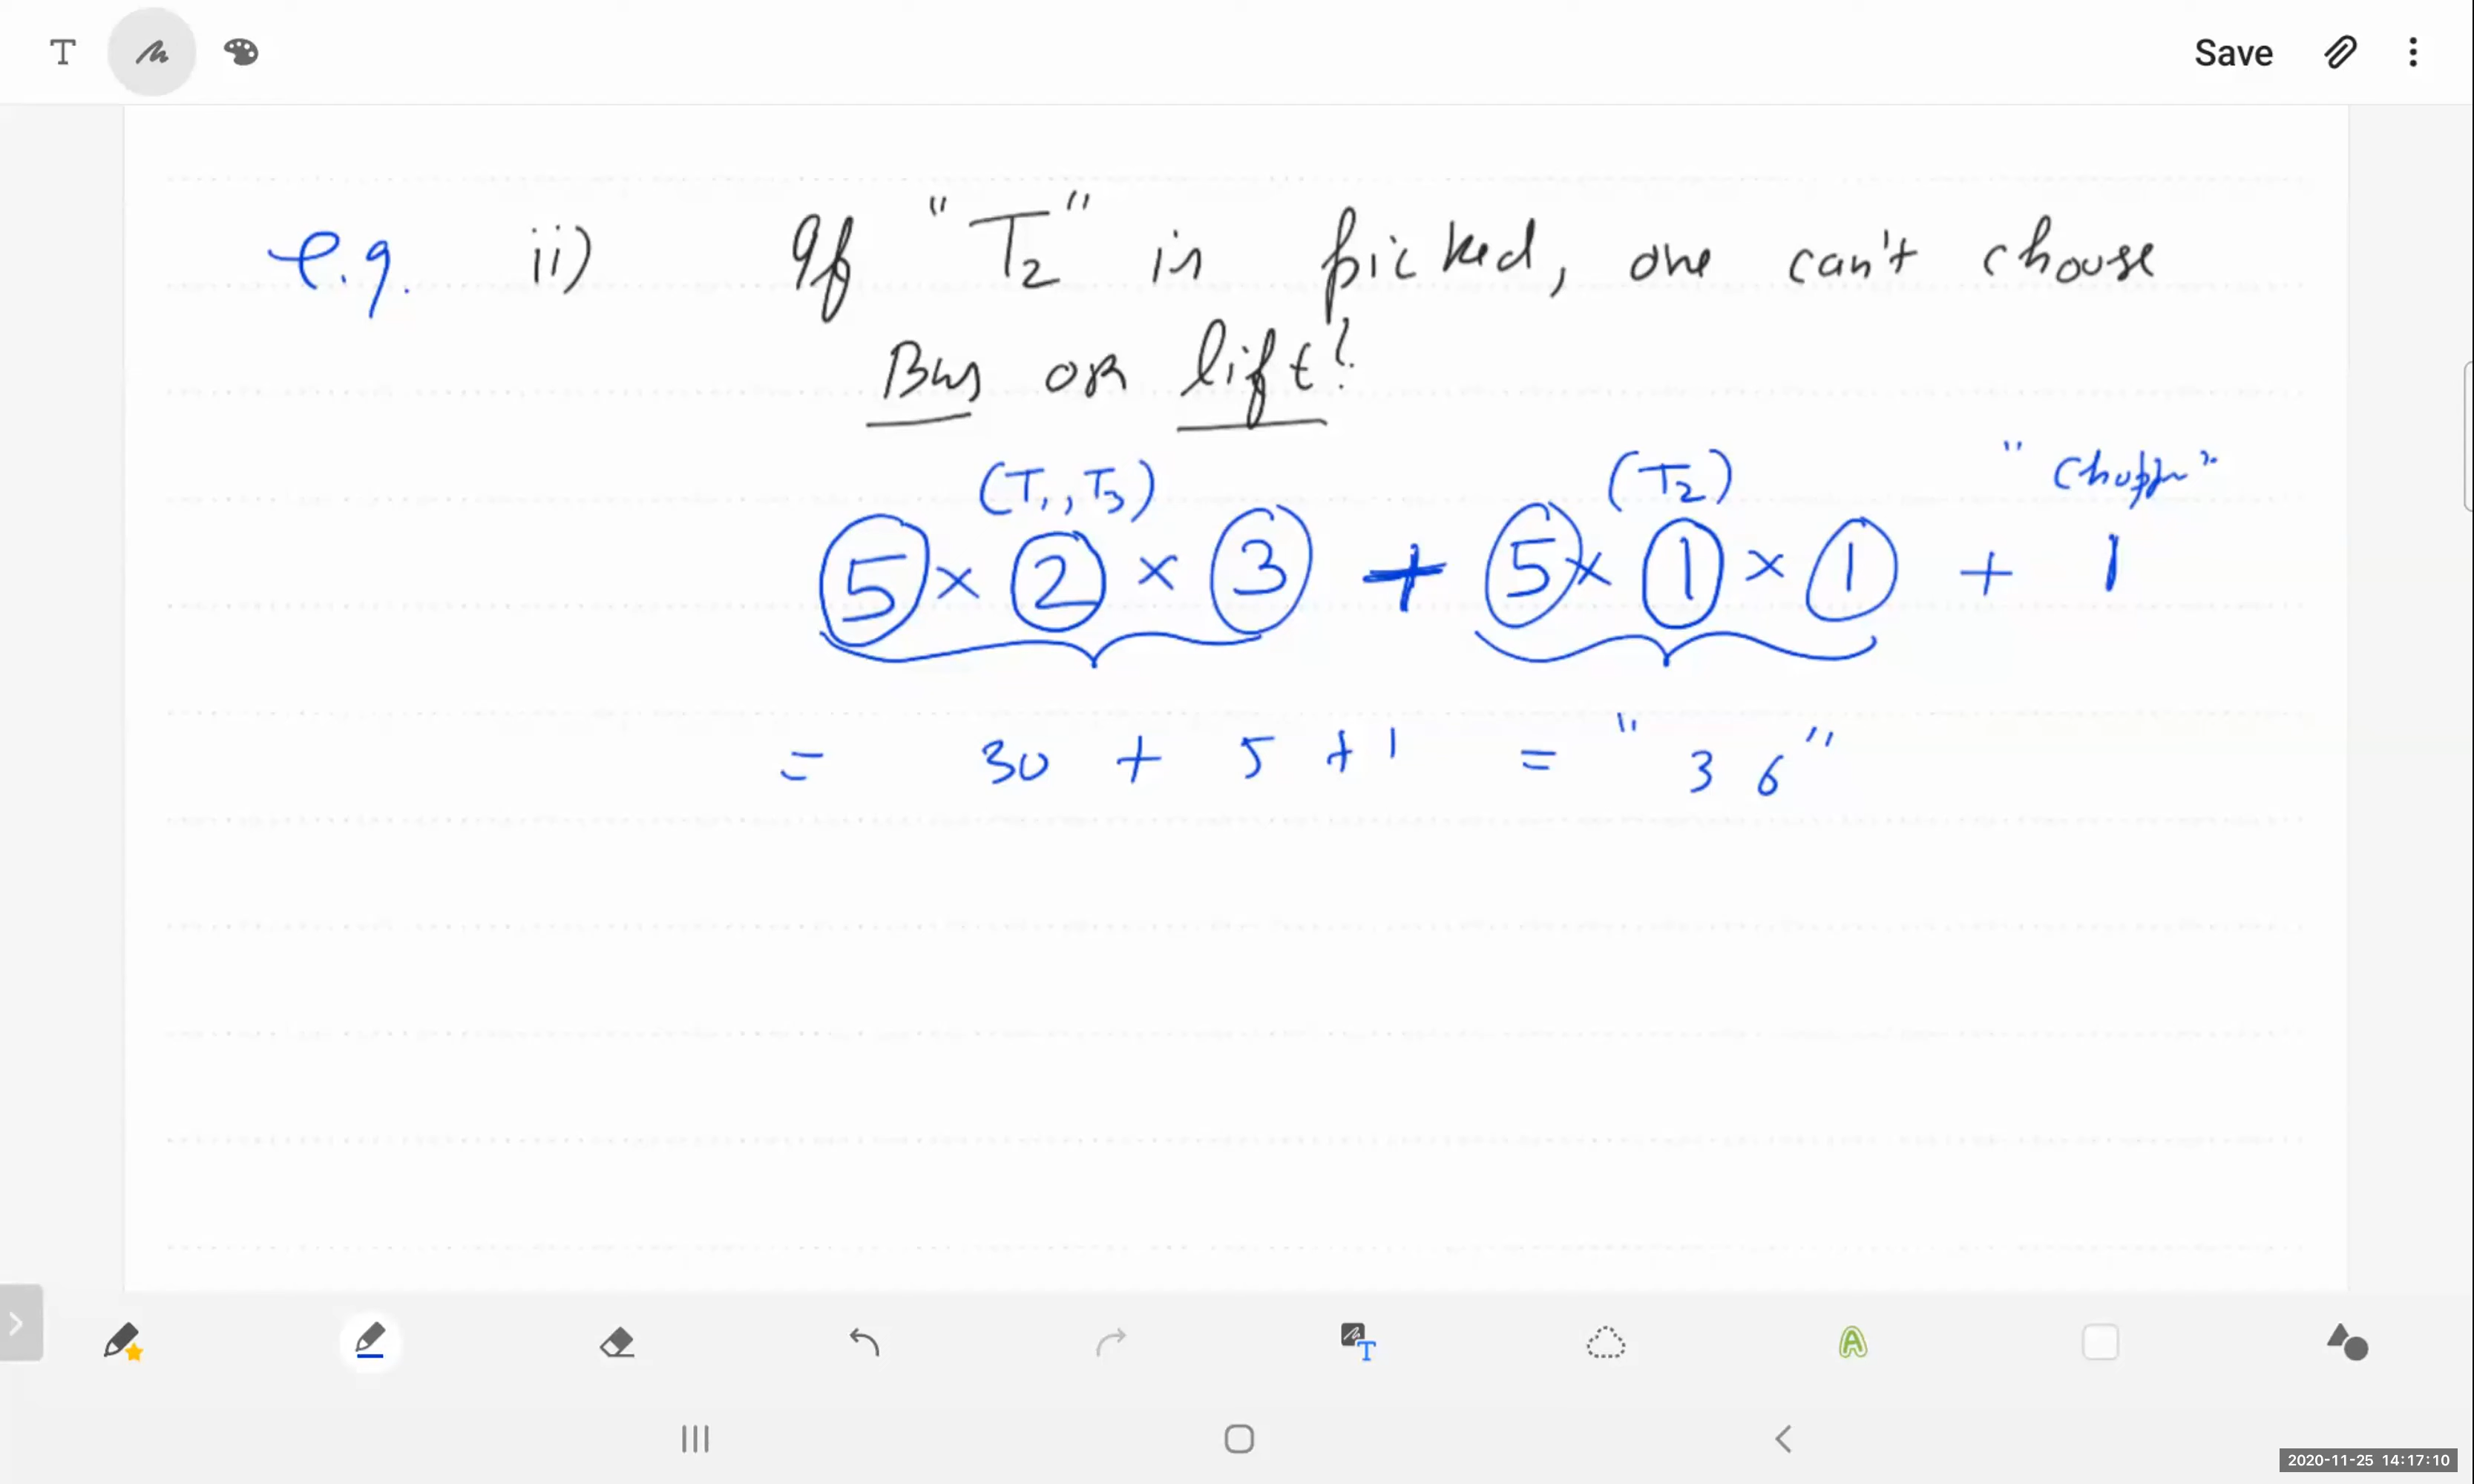 T Save
e.g. ii) If "T2" is picked, one can't choose
Bus or lift?
(T1, T3) (T2)
5 × 2 × 3 + 5 × 1 × 1 + 1
= 30 + 5 + 1 = "36"
2020-11-25 14:17:10